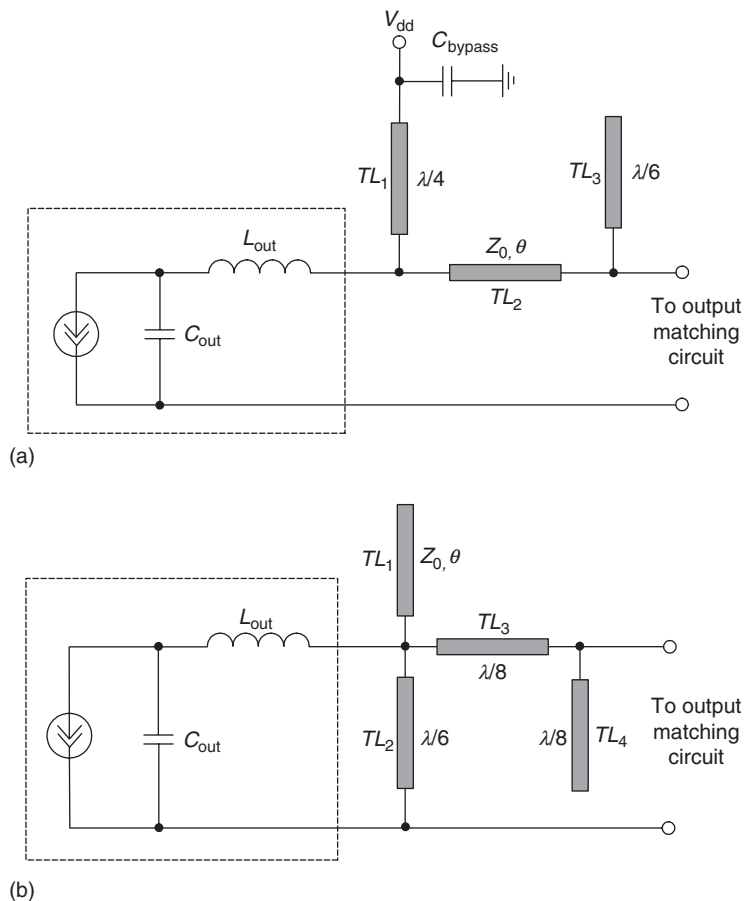 V_dd
C_bypass
TL_1
λ/4
TL_3
λ/6
L_out
Z_0, θ
TL_2
C_out
To output
matching
circuit
(a)
TL_1
Z_0, θ
L_out
TL_3
λ/8
C_out
TL_2
λ/6
λ/8
TL_4
To output
matching
circuit
(b)